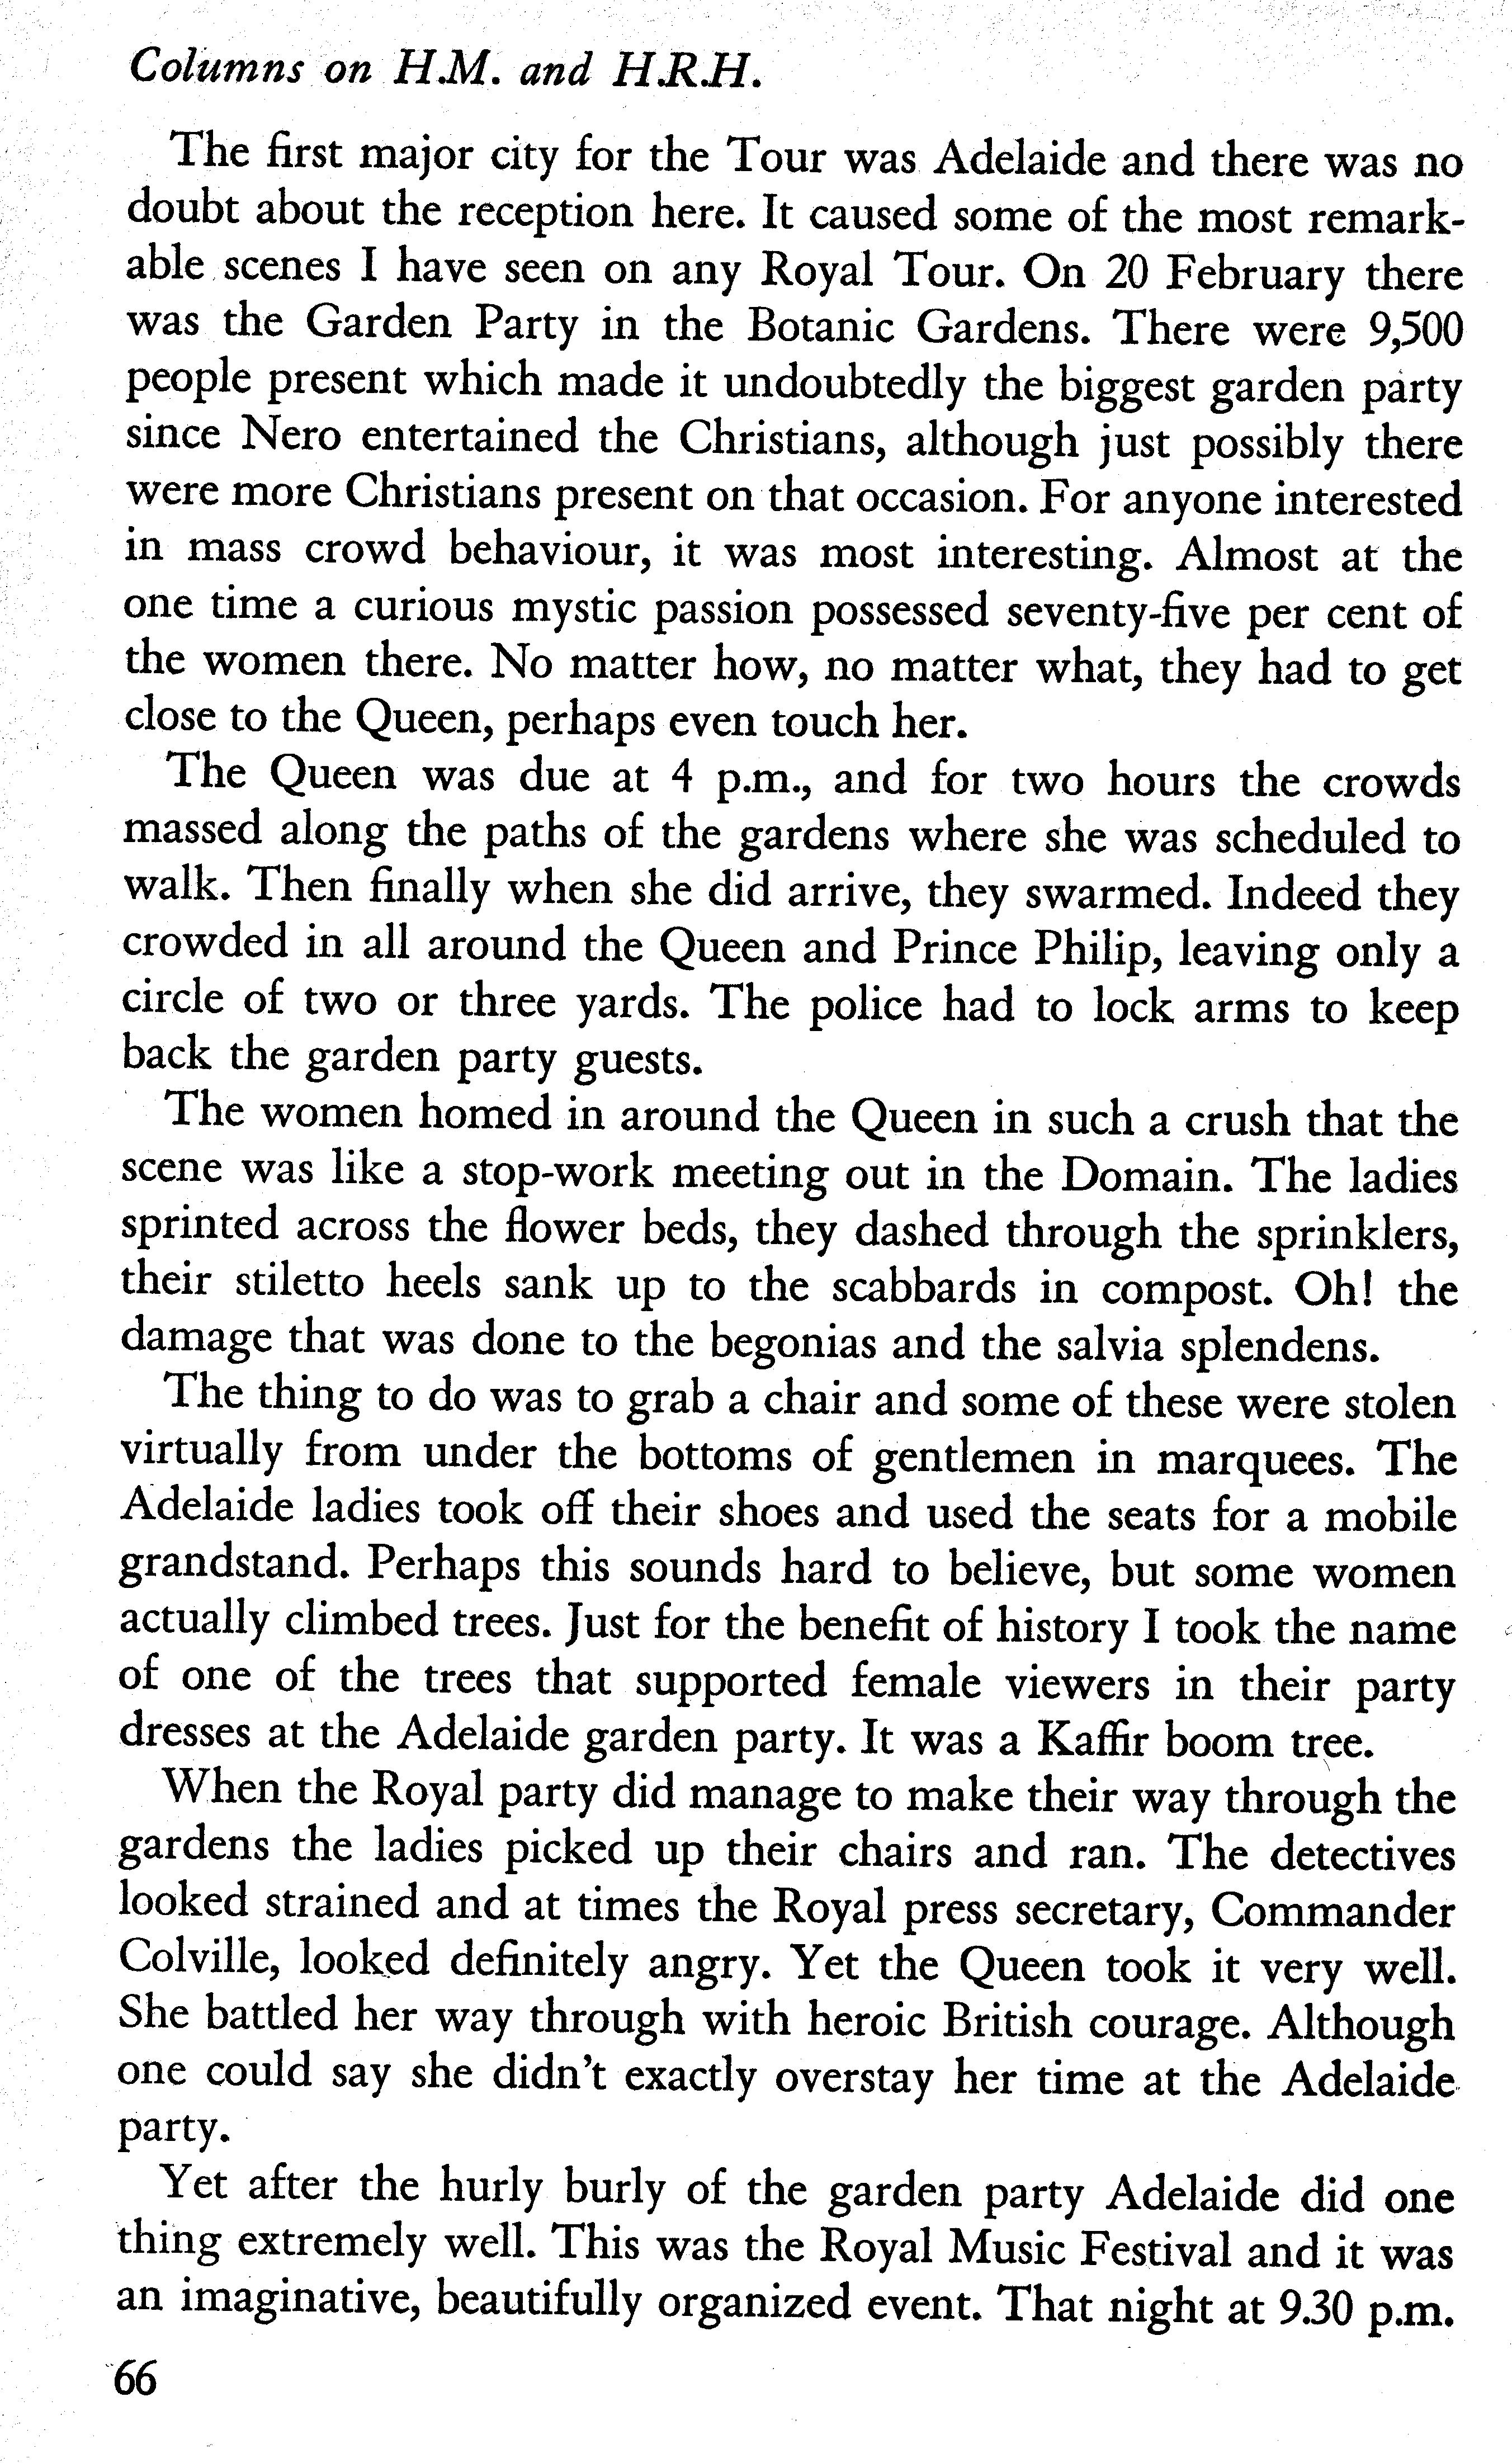 Columns on H.M. and H.R.H.
The first major city for the Tour was Adelaide and there was no
doubt about the reception here. It caused some of the most remark-
able scenes I have seen on any Royal Tour. On 20 February there
was the Garden Party in the Botanic Gardens. There were 9,500
people present which made it undoubtedly the biggest garden party
since Nero entertained the Christians, although just possibly there
were more Christians present on that occasion. For anyone interested
in mass crowd behaviour, it was most interesting. Almost at the
one time a curious mystic passion possessed seventy-five per cent of
the women there. No matter how, no matter what, they had to get
close to the Queen, perhaps even touch her.
The Queen was due at 4 p.m., and for two hours the crowds
massed along the paths of the gardens where she was scheduled to
walk. Then finally when she did arrive, they swarmed. Indeed they
crowded in all around the Queen and Prince Philip, leaving only a
circle of two or three yards. The police had to lock arms to keep
back the garden party guests.
The women homed in around the Queen in such a crush that the
scene was like a stop-work meeting out in the Domain. The ladies
sprinted across the flower beds, they dashed through the sprinklers,
their stiletto heels sank up to the scabbards in compost. Oh! the
damage that was done to the begonias and the salvia splendens.
The thing to do was to grab a chair and some of these were stolen
virtually from under the bottoms of gentlemen in marquees. The
Adelaide ladies took off their shoes and used the seats for a mobile
grandstand. Perhaps this sounds hard to believe, but some women
actually climbed trees. Just for the benefit of history I took the name
of one of the trees that supported female viewers in their party
dresses at the Adelaide garden party. It was a Kaffir boom tree.
When the Royal party did manage to make their way through the
gardens the ladies picked up their chairs and ran. The detectives
looked strained and at times the Royal press secretary, Commander
Colville, looked definitely angry. Yet the Queen took it very well.
She battled her way through with heroic British courage. Although
one could say she didn't exactly overstay her time at the Adelaide
party.
Yet after the hurly burly of the garden party Adelaide did one
thing extremely well. This was the Royal Music Festival and it was
an imaginative, beautifully organized event. That night at 9.30 p.m.
66